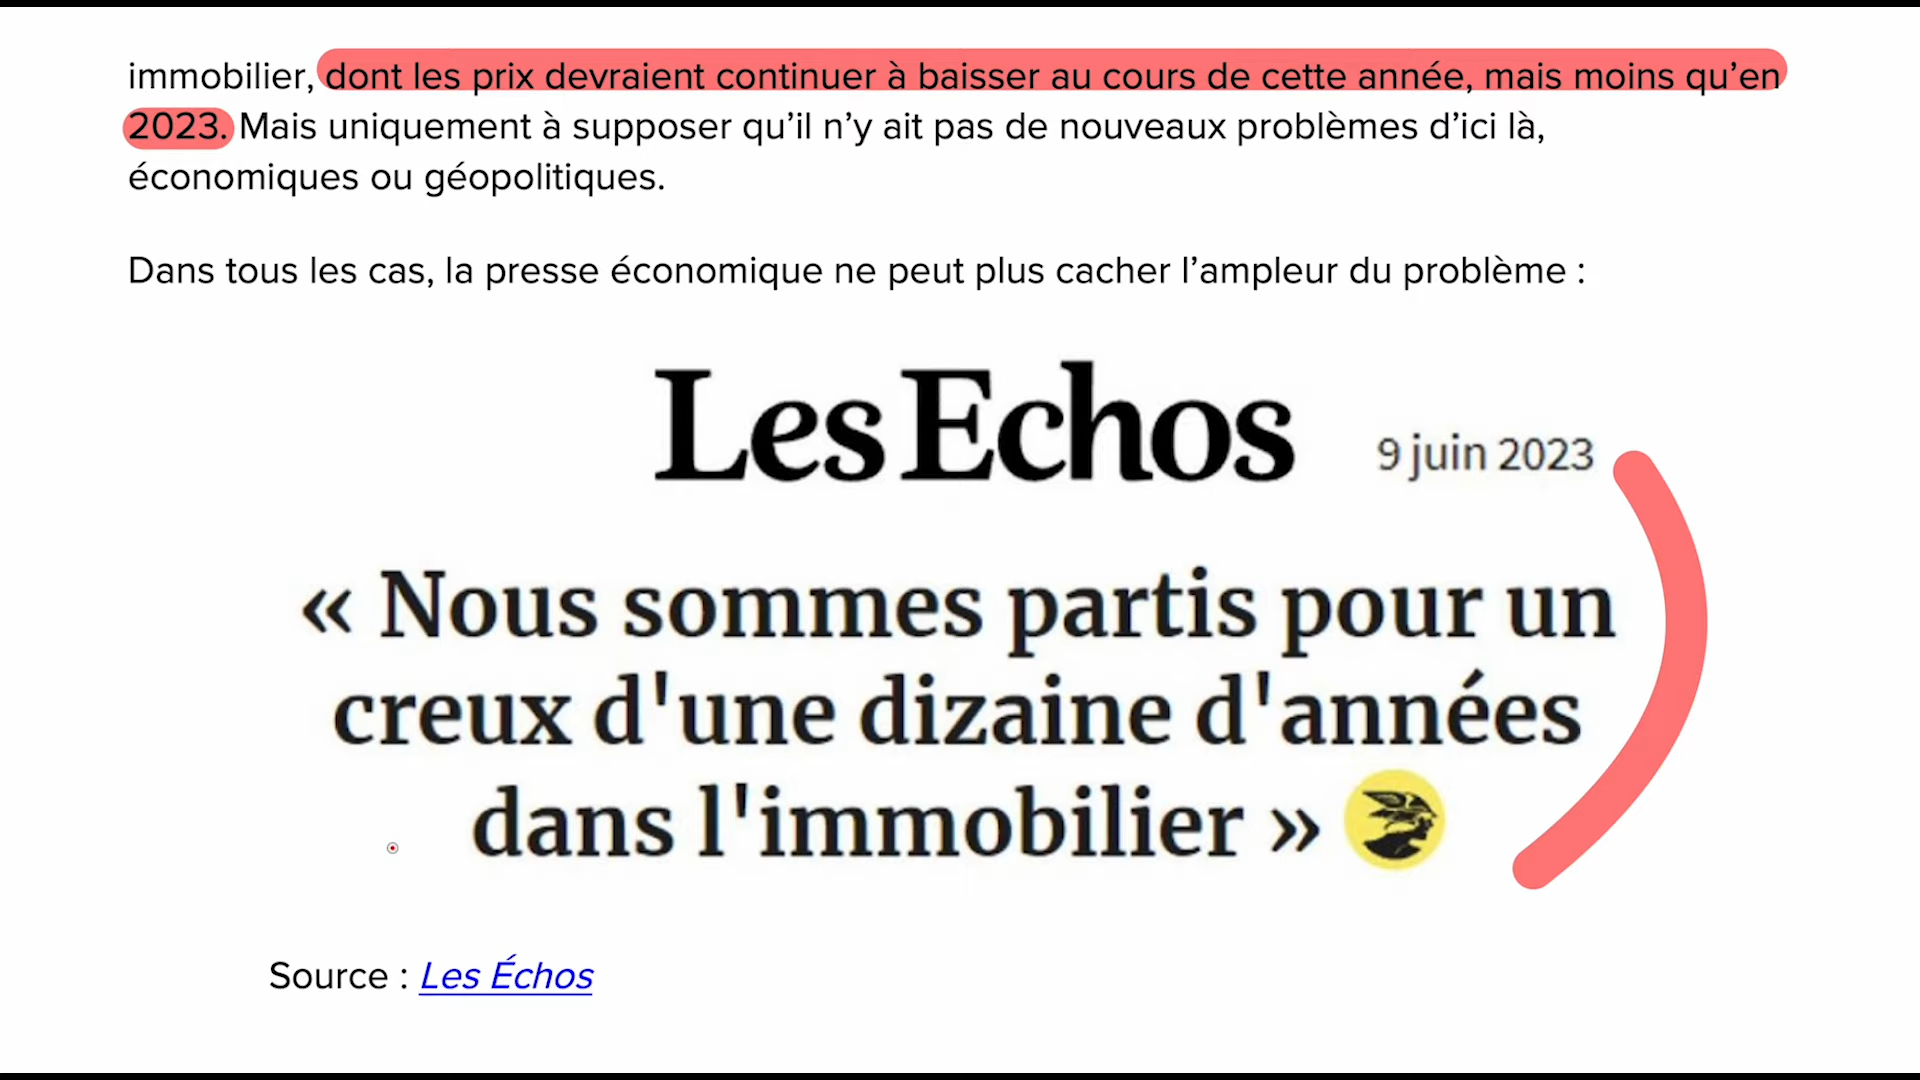 immobilier, dont les prix devraient continuer à baisser au cours de cette année, mais moins qu’en
2023. Mais uniquement à supposer qu’il n’y ait pas de nouveaux problèmes d’ici là,
économiques ou géopolitiques.
Dans tous les cas, la presse économique ne peut plus cacher l’ampleur du problème :
Les Echos 9 juin 2023
« Nous sommes partis pour un
creux d'une dizaine d'années
dans l'immobilier »
Source : Les Échos